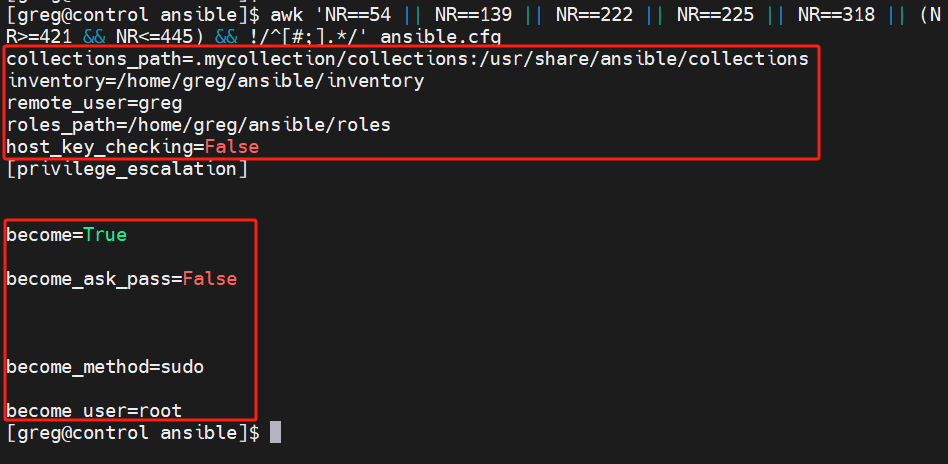 [greg@control ansible]$ awk 'NR==54 || NR==139 || NR==222 || NR==225 || NR==318 || (N
R>=421 && NR<=445) && !/^[#;].*/' ansible.cfg
collections_path=.mycollection/collections:/usr/share/ansible/collections
inventory=/home/greg/ansible/inventory
remote_user=greg
roles_path=/home/greg/ansible/roles
host_key_checking=False
[privilege_escalation]
become=True
become_ask_pass=False
become_method=sudo
become_user=root
[greg@control ansible]$